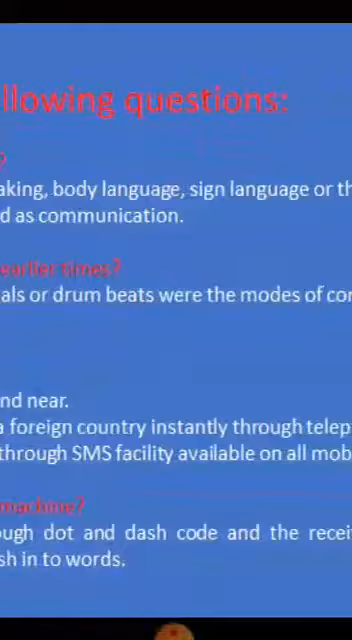 llowing questions:
?
aking, body language, sign language or th
d as communication.
earlier times?
als or drum beats were the modes of con
nd near.
a foreign country instantly through telep
through SMS facility available on all mob
machine?
ugh dot and dash code and the recei
sh in to words.